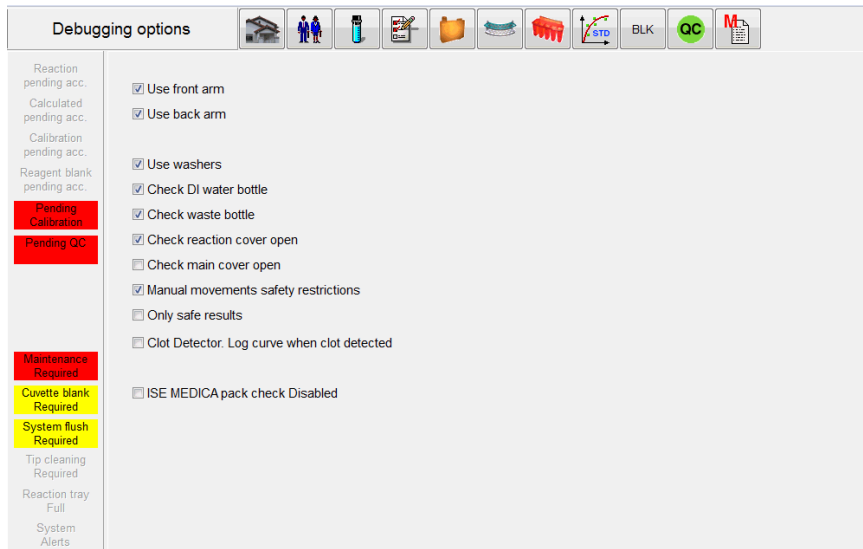 Debugging options
STD
BLK
QC
M
Reaction
pending acc.
Calculated
pending acc.
Calibration
pending acc.
Reagent blank
pending acc.
Pending
Calibration
Pending QC
Maintenance
Required
Cuvette blank
Required
System flush
Required
Tip cleaning
Required
Reaction tray
Full
System
Alerts
Use front arm
Use back arm
Use washers
Check DI water bottle
Check waste bottle
Check reaction cover open
Check main cover open
Manual movements safety restrictions
Only safe results
Clot Detector. Log curve when clot detected
ISE MEDICA pack check Disabled